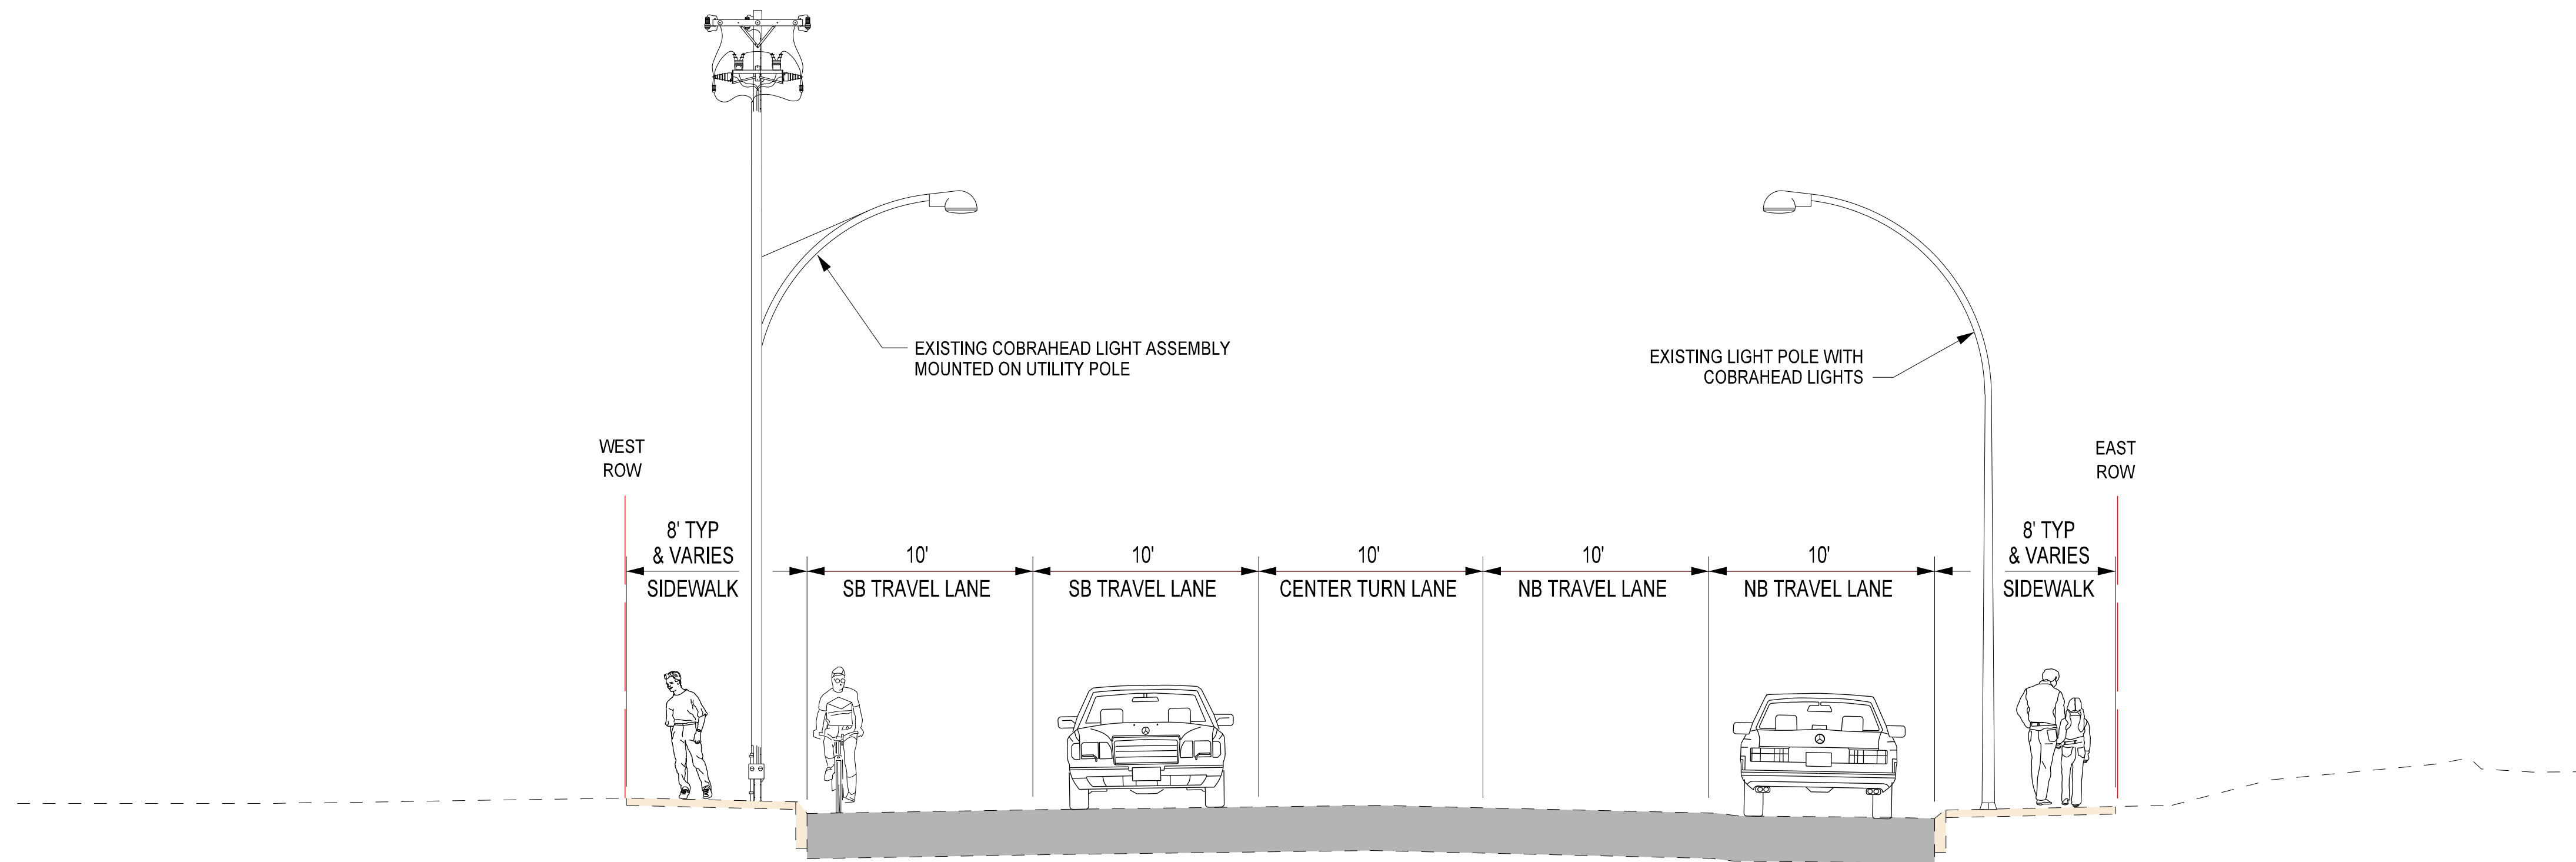 EXISTING COBRAHEAD LIGHT ASSEMBLY
MOUNTED ON UTILITY POLE
EXISTING LIGHT POLE WITH
COBRAHEAD LIGHTS
WEST
ROW
EAST
ROW
8' TYP
& VARIES
SIDEWALK
10'
SB TRAVEL LANE
10'
SB TRAVEL LANE
10'
CENTER TURN LANE
10'
NB TRAVEL LANE
10'
NB TRAVEL LANE
8' TYP
& VARIES
SIDEWALK